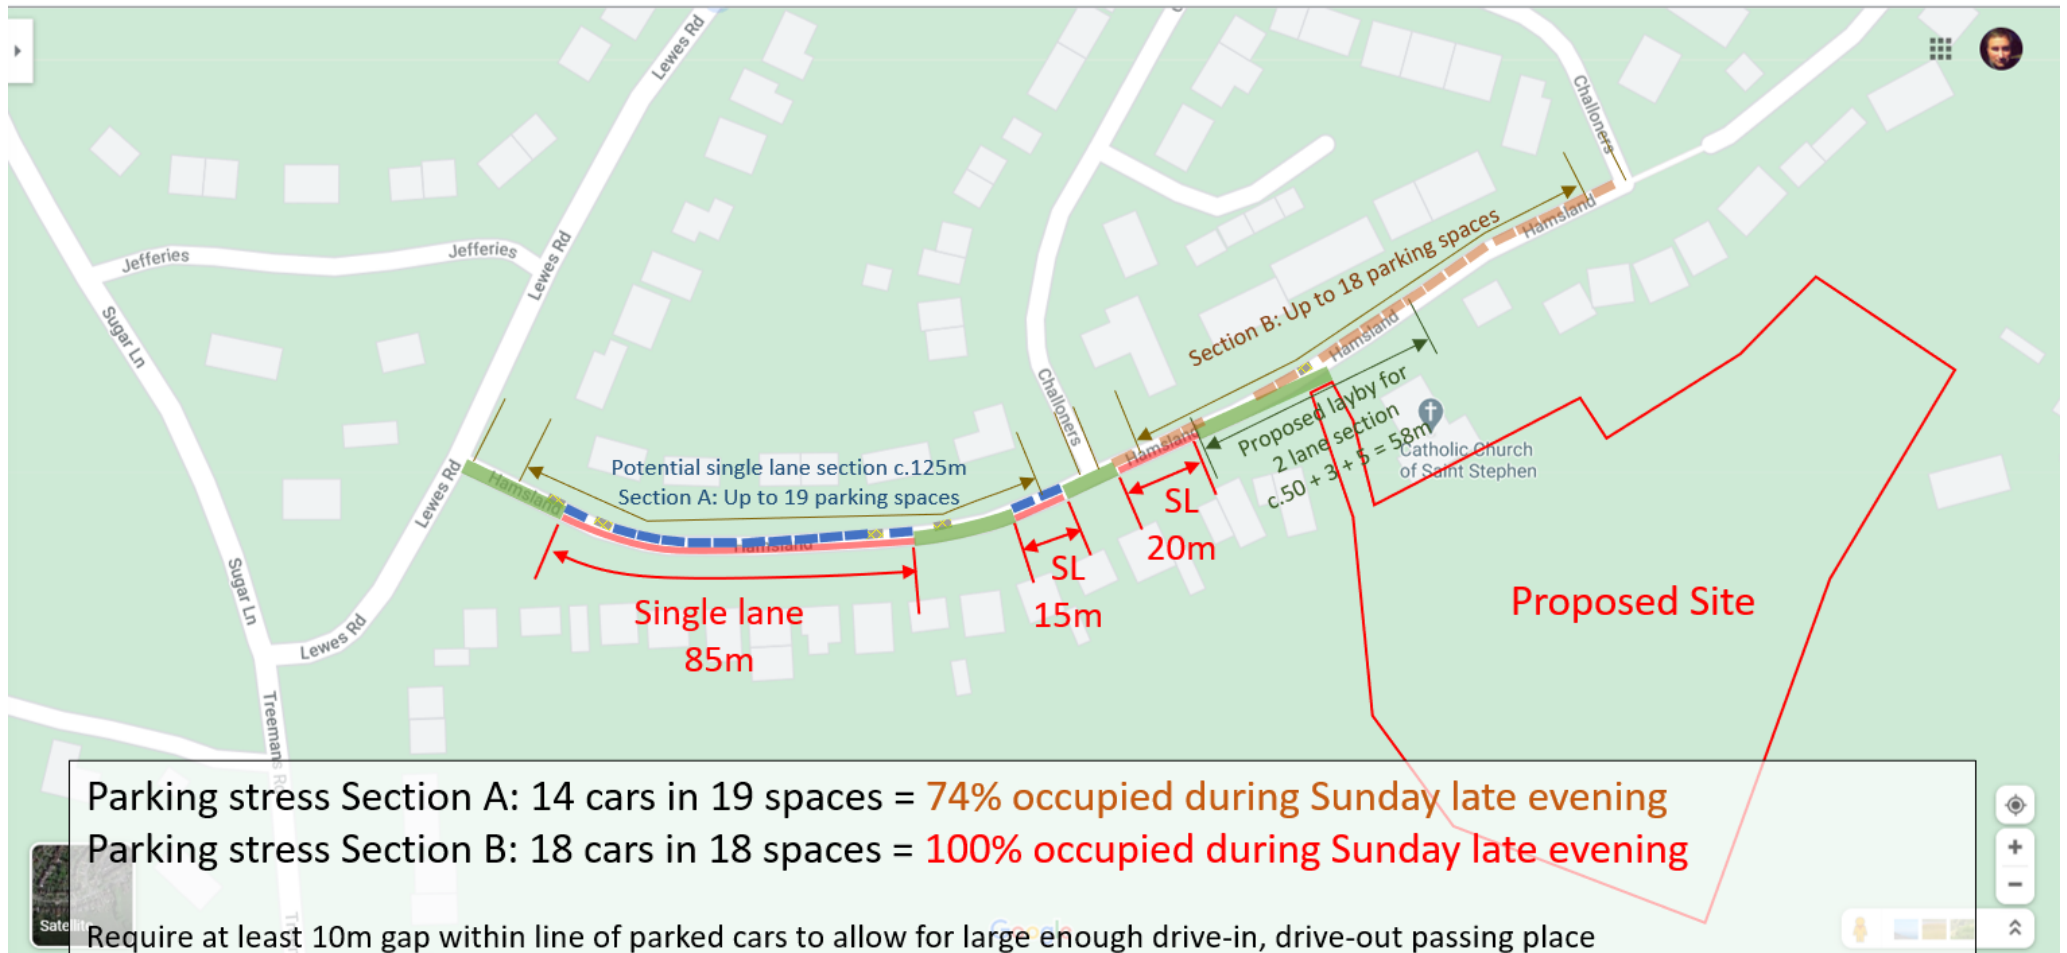 Lewes Rd
Challoners
Jefferies
Jefferies
Lewes Rd
Sugar Ln
Hamsland
Section B: Up to 18 parking spaces
Hamsland
Challoners
Proposed layby for
2 lane section
c.50 + 3 + 5 = 58m
Catholic Church
of Saint Stephen
Hamsland
Potential single lane section c.125m
Section A: Up to 19 parking spaces
Lewes Rd
Hamsland
Hamsland
SL
20m
SL
15m
Single lane
85m
Sugar Ln
Lewes Rd
Proposed Site
Treemans Rd
Parking stress Section A: 14 cars in 19 spaces = 74% occupied during Sunday late evening
Parking stress Section B: 18 cars in 18 spaces = 100% occupied during Sunday late evening
Satellite
Google
Require at least 10m gap within line of parked cars to allow for large enough drive-in, drive-out passing place